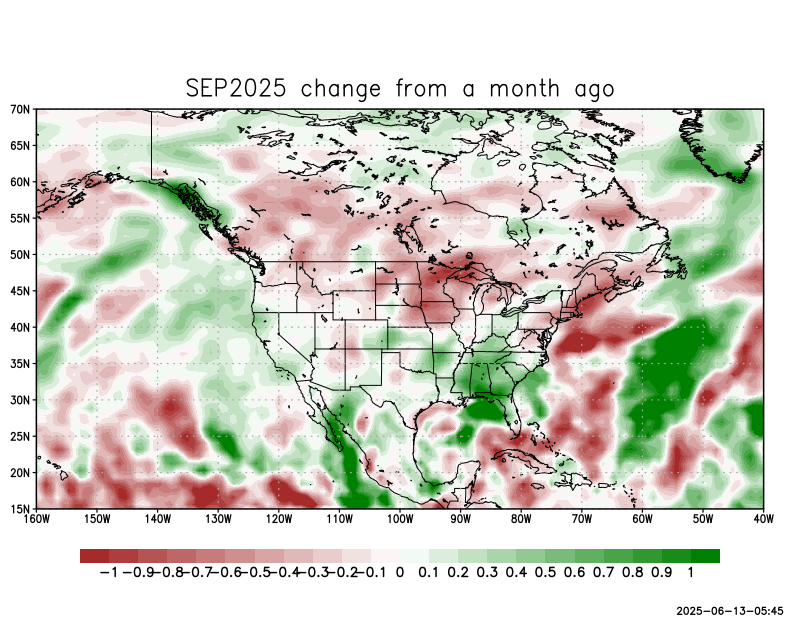 SEP2025 change from a month ago
70N
65N
60N
55N
50N
45N
40N
35N
30N
25N
20N
15N
160W 150W 140W 130W 120W 110W 100W 90W 80W 70W 60W 50W 40W
-1 -0.9 -0.8 -0.7 -0.6 -0.5 -0.4 -0.3 -0.2 -0.1 0 0.1 0.2 0.3 0.4 0.5 0.6 0.7 0.8 0.9 1
2025-06-13-05:45